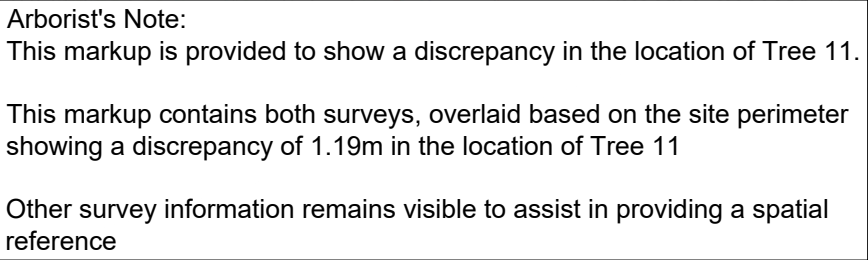 Arborist's Note:
This markup is provided to show a discrepancy in the location of Tree 11.
This markup contains both surveys, overlaid based on the site perimeter
showing a discrepancy of 1.19m in the location of Tree 11
Other survey information remains visible to assist in providing a spatial
reference